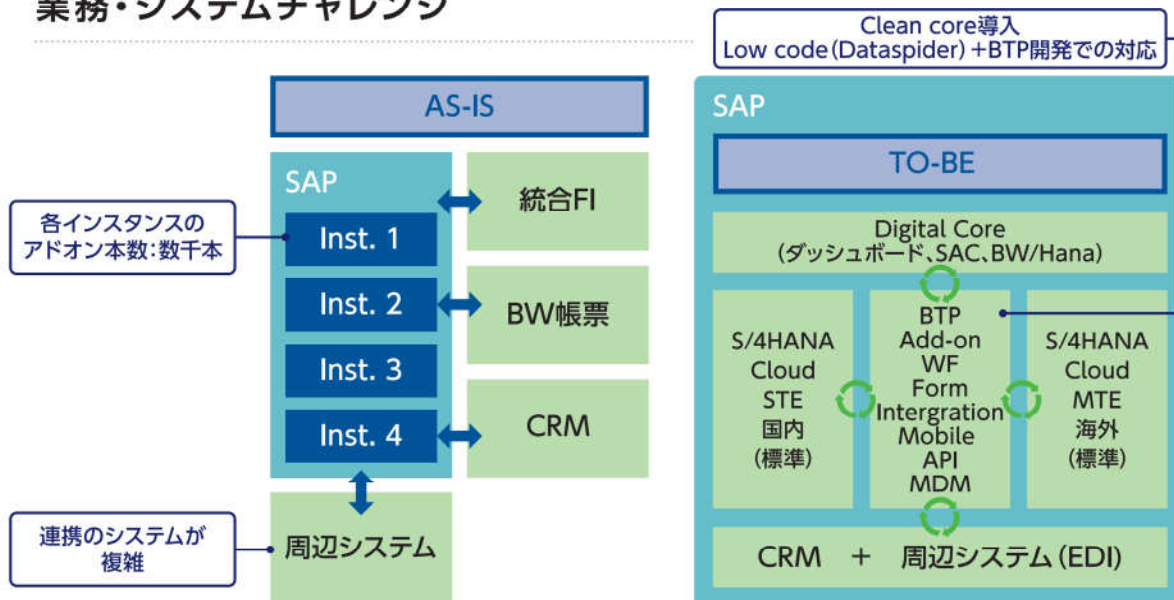 業務・システムチャレンジ
AS-IS
SAP
Inst. 1
Inst. 2
Inst. 3
Inst. 4
統合FI
BW帳票
CRM
周辺システム
各インスタンスの
アドオン本数:数千本
連携のシステムが
複雑
Clean core導入
Low code(Dataspider)+BTP開発での対応
SAP
TO-BE
Digital Core
(ダッシュボード、SAC、BW/Hana)
S/4HANA
Cloud
STE
国内
(標準)
BTP
Add-on
WF
Form
Intergration
Mobile
API
MDM
S/4HANA
Cloud
MTE
海外
(標準)
CRM + 周辺システム(EDI)